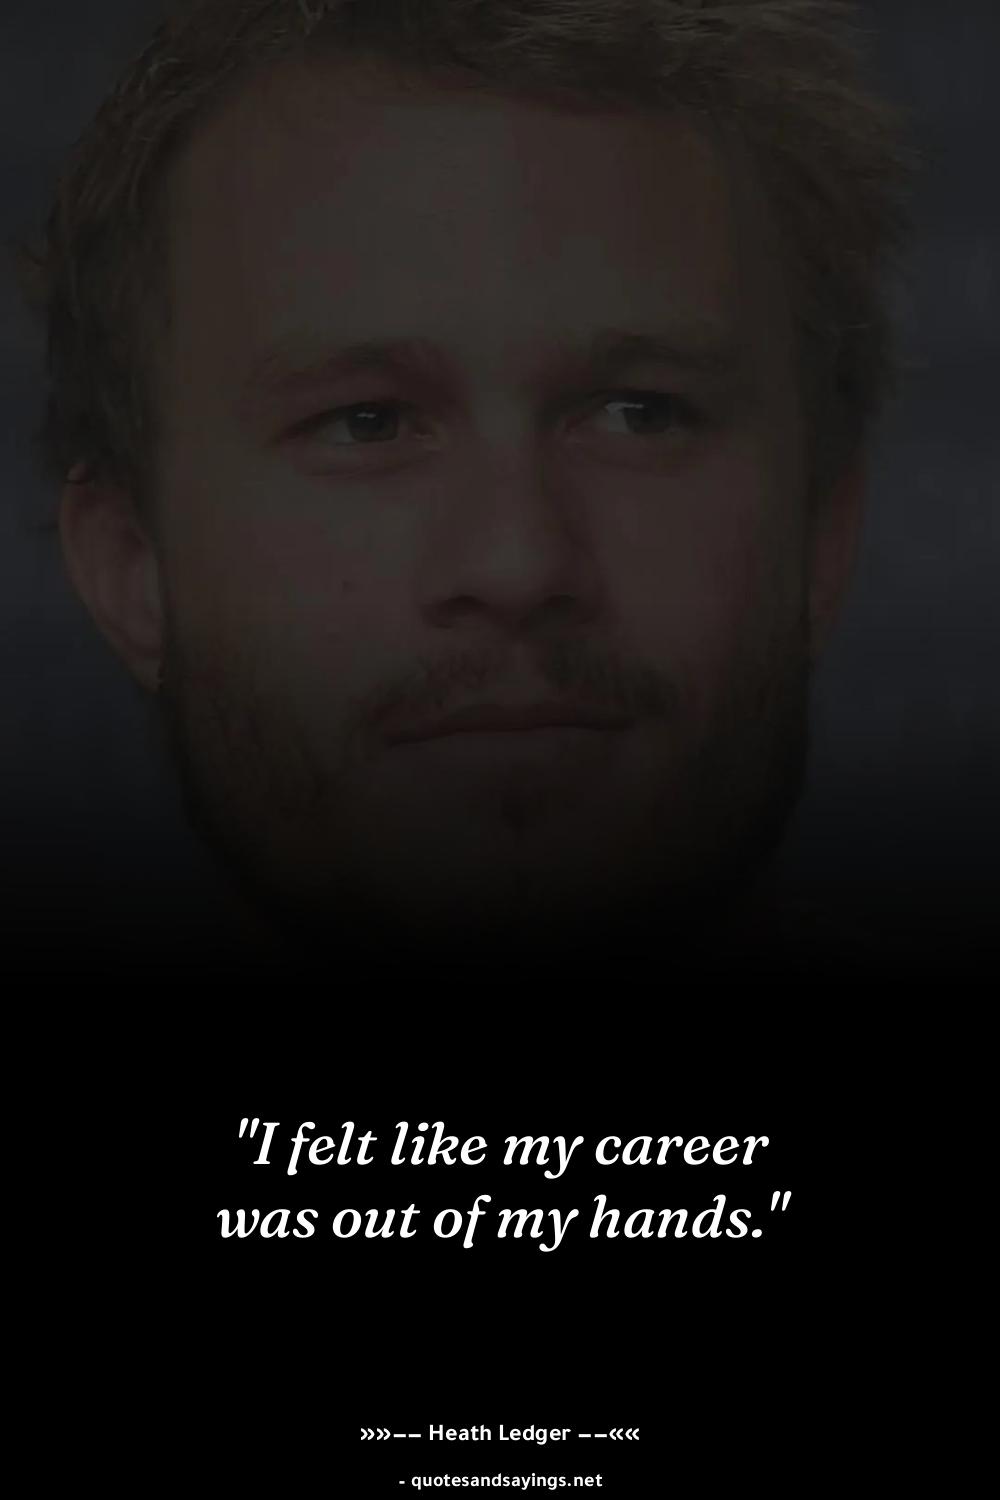 "I felt like my career
was out of my hands."
»»−− Heath Ledger −−««
- quotesandsayings.net